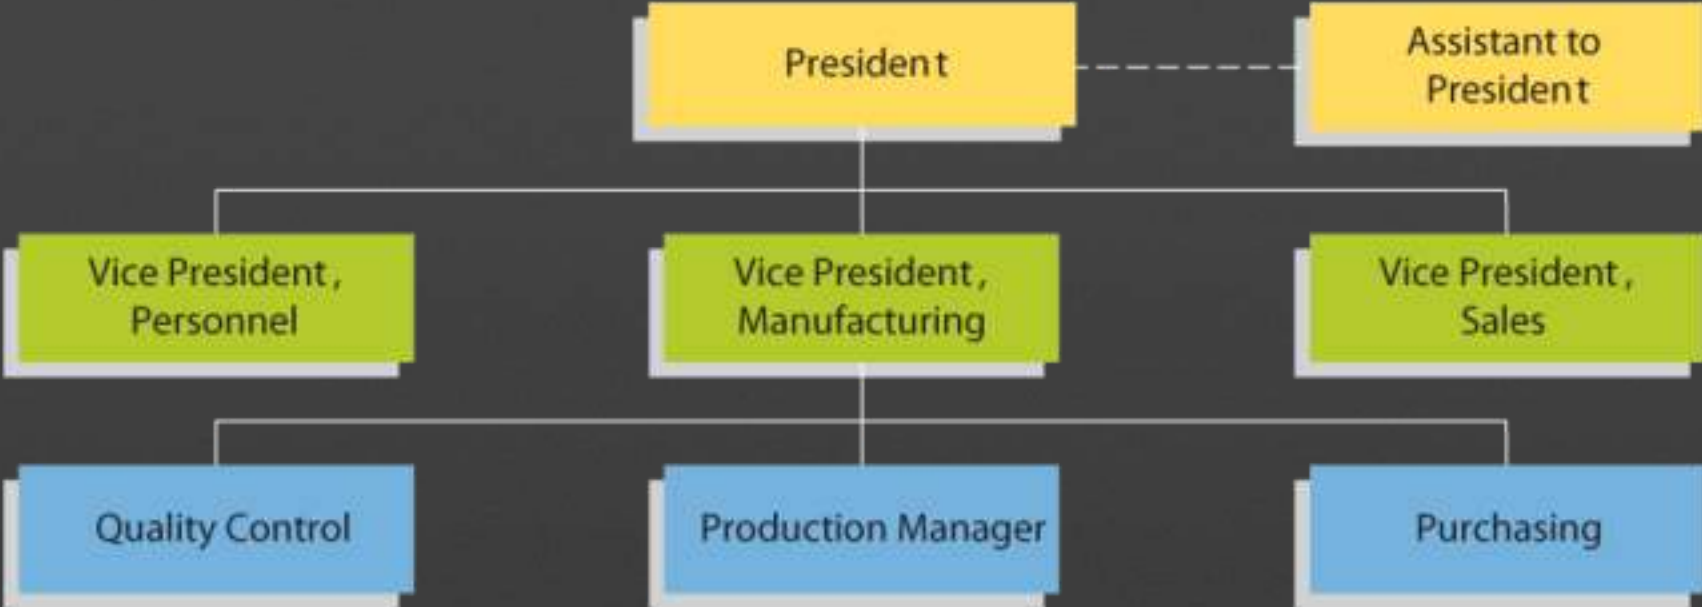 President
Assistant to
President
Vice President,
Personnel
Vice President,
Manufacturing
Vice President,
Sales
Quality Control
Production Manager
Purchasing